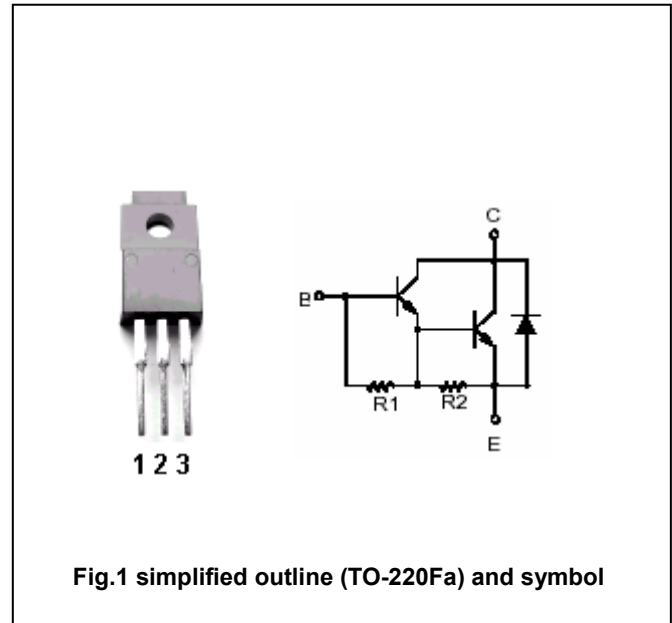 C
B
R1 R2
E
1 2 3
Fig.1 simplified outline (TO-220Fa) and symbol